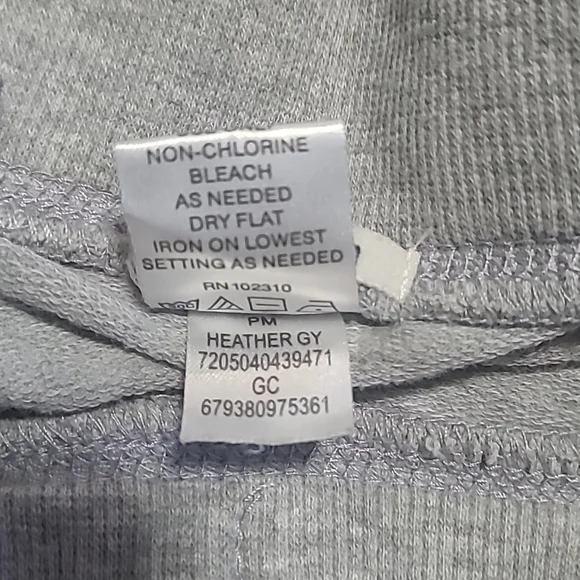 NON-CHLORINE
BLEACH
AS NEEDED
DRY FLAT
IRON ON LOWEST
SETTING AS NEEDED
RN 102310
PM
HEATHER GY
7205040439471
GC
679380975361